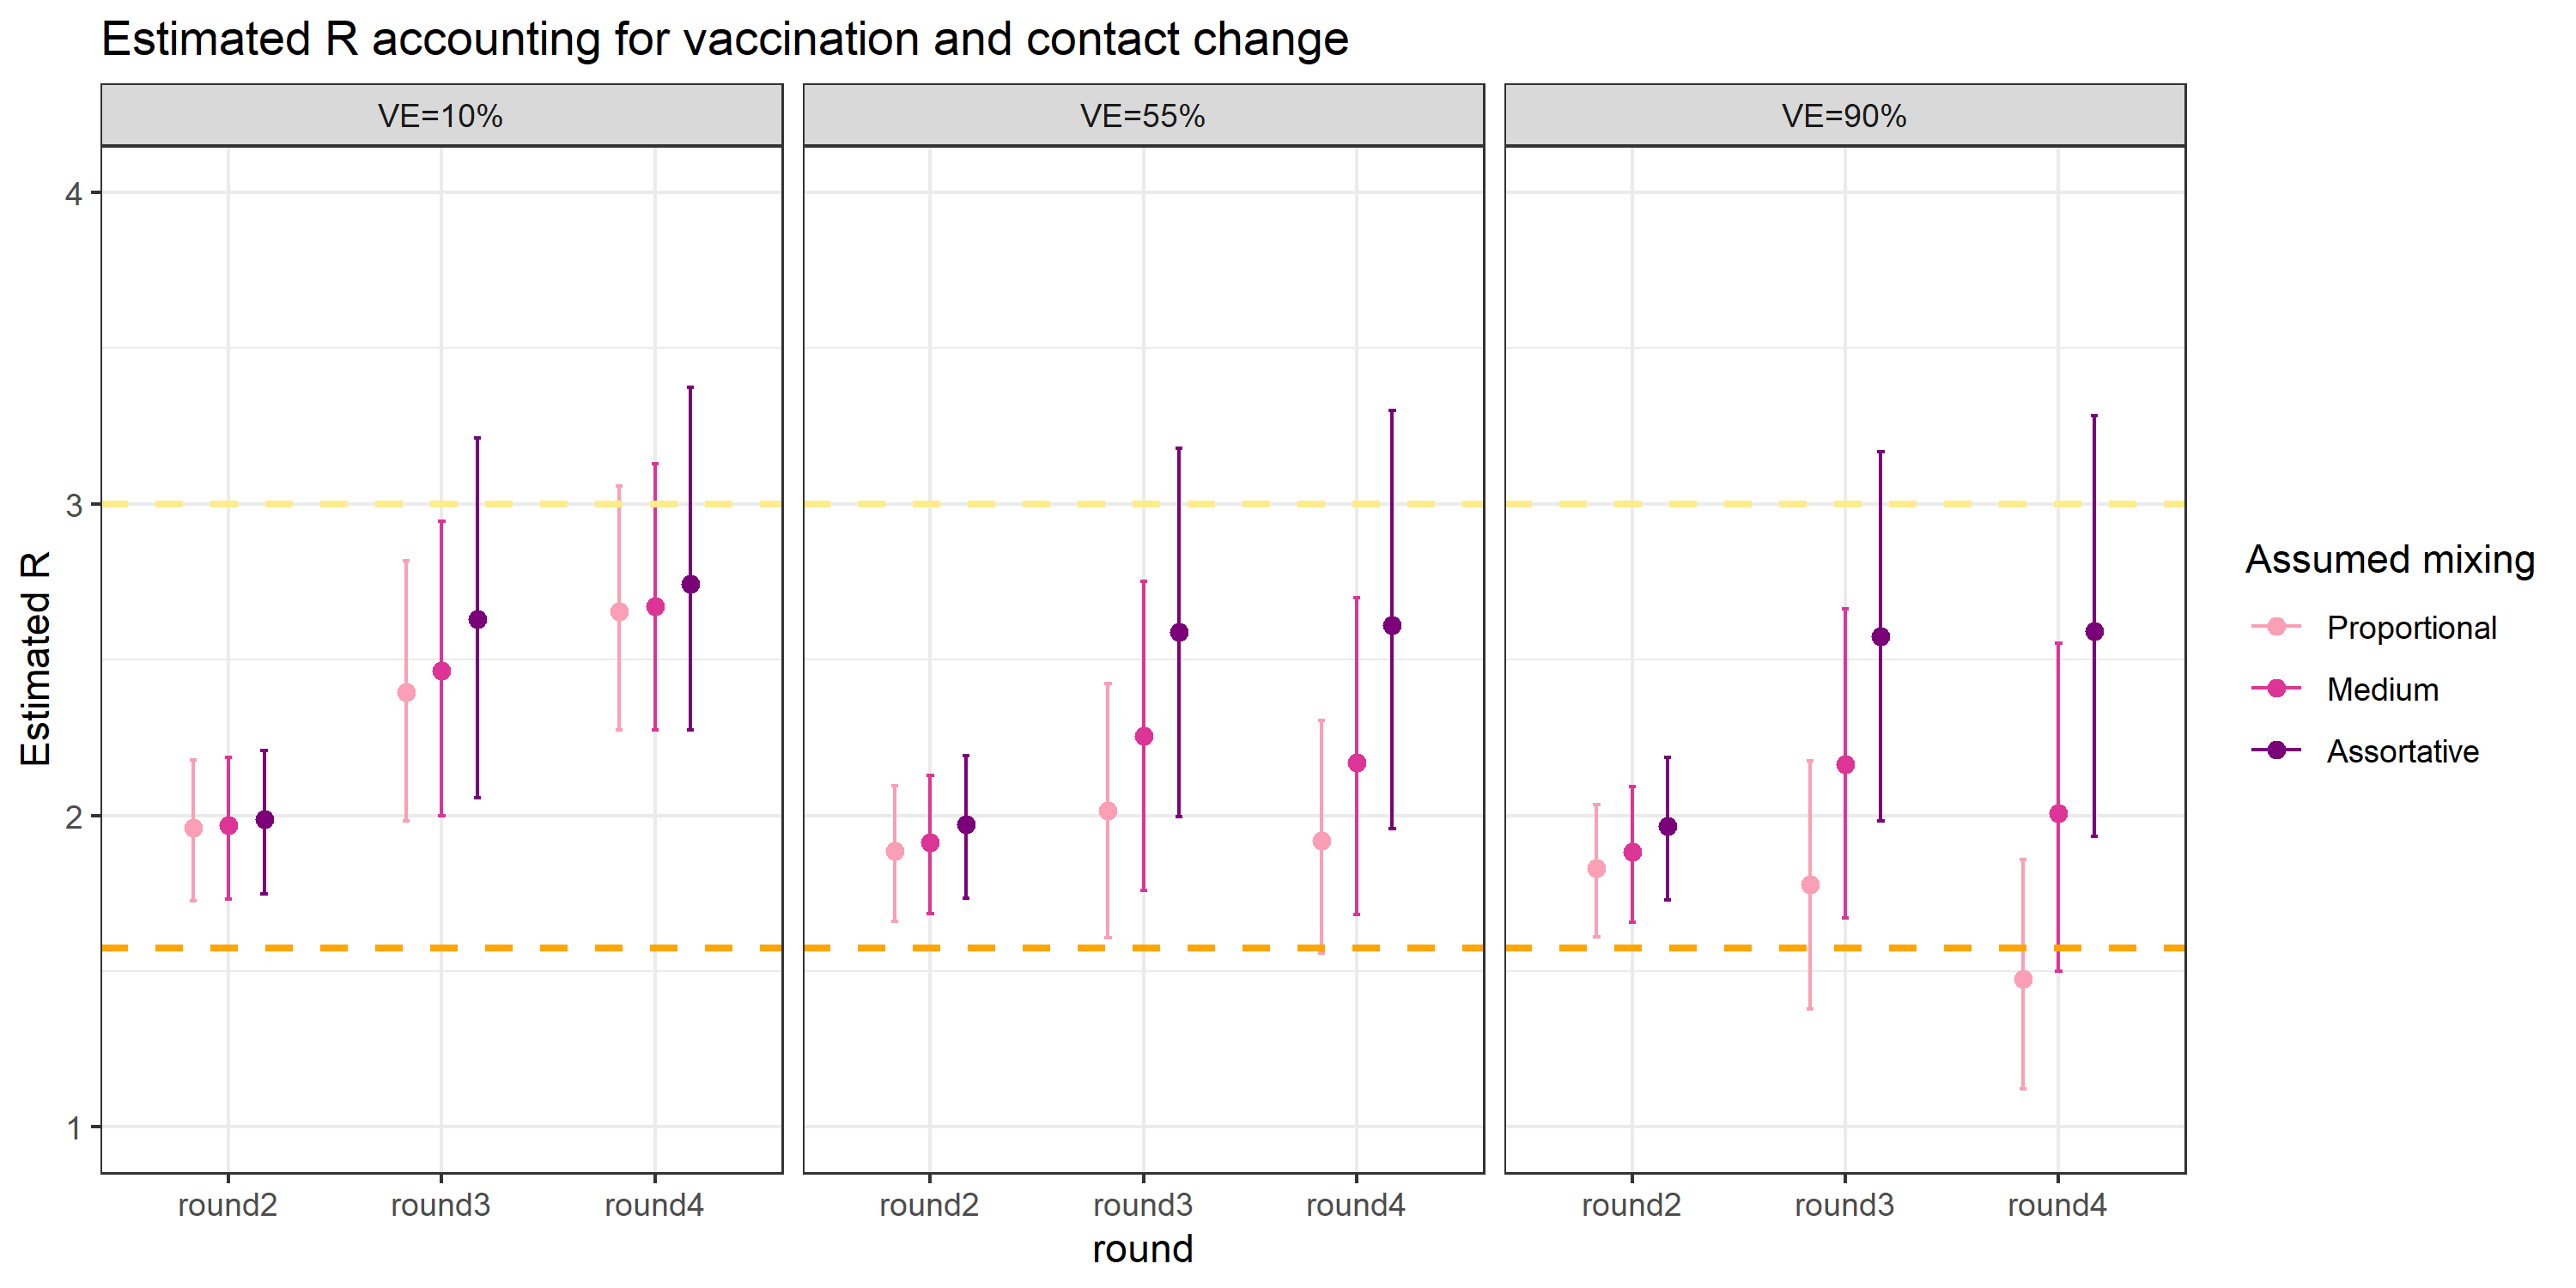 Estimated R accounting for vaccination and contact change
VE=10%
VE=55%
VE=90%
4
3
2
1
Estimated R
round2
round3
round4
round2
round3
round4
round2
round3
round4
round
Assumed mixing
Proportional
Medium
Assortative